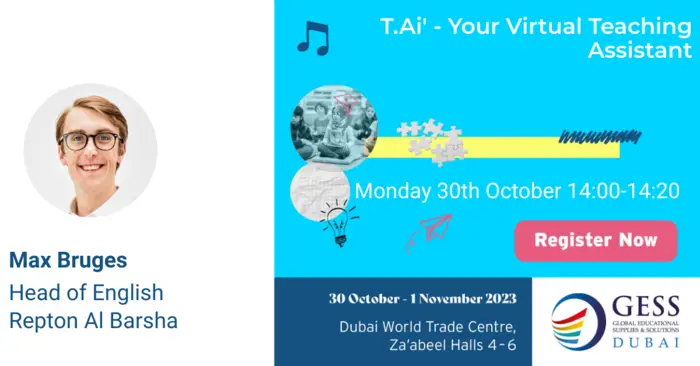 Max Bruges
Head of English
Repton Al Barsha
T.Ai' - Your Virtual Teaching
Assistant
Monday 30th October 14:00-14:20
Register Now
30 October - 1 November 2023
Dubai World Trade Centre,
Za'abeel Halls 4 - 6
GESS
GLOBAL EDUCATIONAL
SUPPLIES & SOLUTIONS
DUBAI